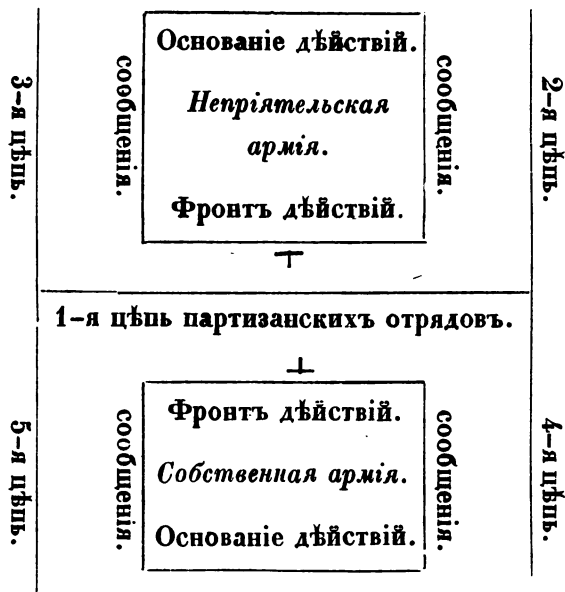 Основаніе дѣйствій.
Непріятельская
армія.
Фронтъ дѣйствій.
3-я цѣпь.
сообщенія.
сообщенія.
2-я цѣпь.
1-я цѣпь партизанскихъ отрядовъ.
Фронтъ дѣйствій.
Собственная армія.
Основаніе дѣйствій.
5-я цѣпь.
сообщенія.
сообщенія.
4-я цѣпь.